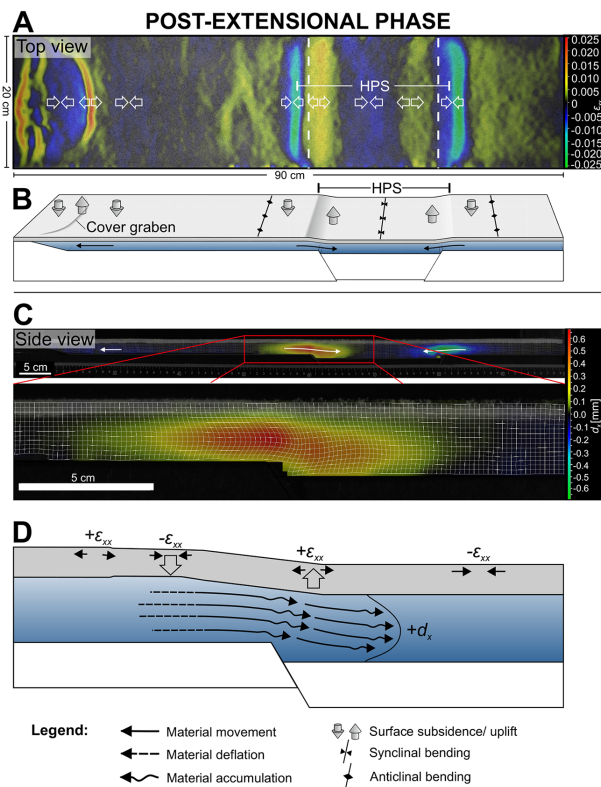 POST-EXTENSIONAL PHASE
A
Top view
HPS
20 cm
90 cm
0.025
0.020
0.015
0.010
0.005
0
-0.005
-0.010
-0.015
-0.020
-0.025
B
HPS
Cover graben
C
Side view
5 cm
5 cm
0.6
0.5
0.4
0.3
0.2
0.1
0.0
-0.1
-0.2
-0.3
-0.4
-0.5
-0.6
dx[mm]
D
+εxx
-εxx
+εxx
-εxx
+dx
Legend:
Material movement
Material deflation
Material accumulation
Surface subsidence/ uplift
Synclinal bending
Anticlinal bending